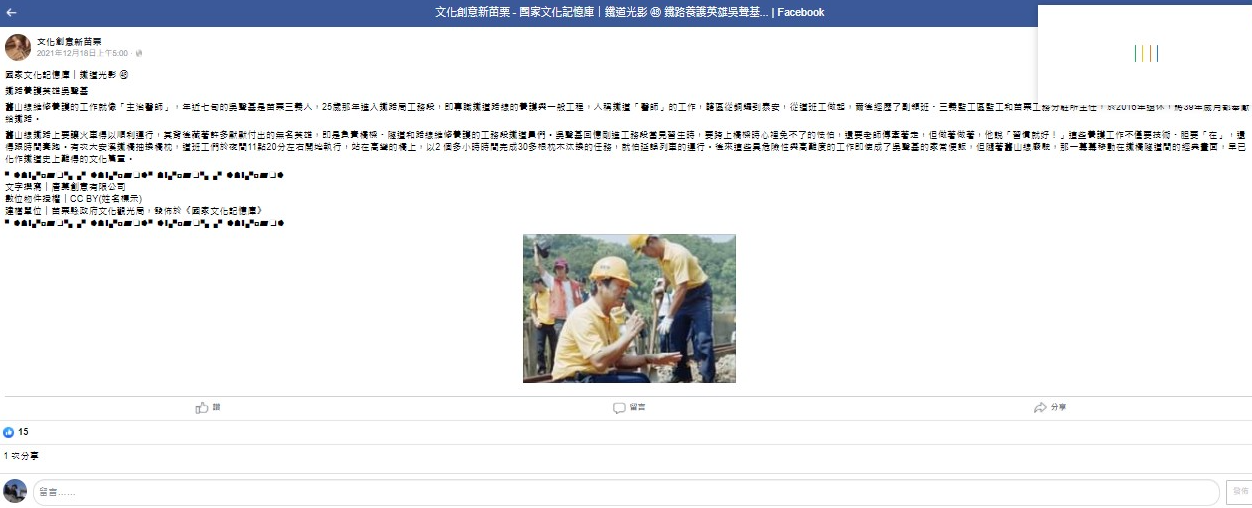 文化創意新苗栗 - 國家文化記憶庫｜鐵道光影 ㊽ 鐵路養護英雄吳聲基... | Facebook
文化創意新苗栗
2021年12月18日上午5:00 ·
國家文化記憶庫｜鐵道光影 ㊽
鐵路養護英雄吳聲基
舊山線維修養護的工作就像「主治醫師」，年近七旬的吳聲基是苗栗三義人，25歲那年進入鐵路局工務段，即專職鐵道路線的養護與一般工程，人稱鐵道「醫師」的工作，轄區從銅鑼到泰安，從道班工做起，爾後經歷了副領班、三義監工區監工和苗栗工務分駐所主任，於2016年退休，將39年歲月都奉獻
給鐵路。
舊山線鐵路上要讓火車得以順利運行，其背後藏著許多默默付出的無名英雄，即是負責橋樑、隧道和路線維修養護的工務段鐵道員們。吳聲基回憶剛進工務段當見習生時，要跨上橋樑時心裡免不了的怯怕，還要老師傅牽著走，但做著做著，他說「習慣就好！」這些養護工作不僅要技術、膽要「在」，還
得跟時間賽跑。有次大安溪鐵橋抽換橋枕，道班工們於夜間11點20分左右開始執行，站在高聳的橋上，以2 個多小時時間完成30多根枕木汰換的任務，就怕延誤列車的運行。後來這些具危險性與高難度的工作即使成了吳聲基的家常便飯，但隨著舊山線廢駛，那一幕幕移動在鐵橋隧道間的經典畫面，早已
化作鐵道史上難得的文化
文字撰寫｜唐葉創意有限公司
數位物件授權｜CC BY(姓名標示)
建檔單位｜苗栗縣政府文化觀光局，發佈於《國家文化記憶庫》
讚
留言
分享
15
1 次分享
留言……
發佈